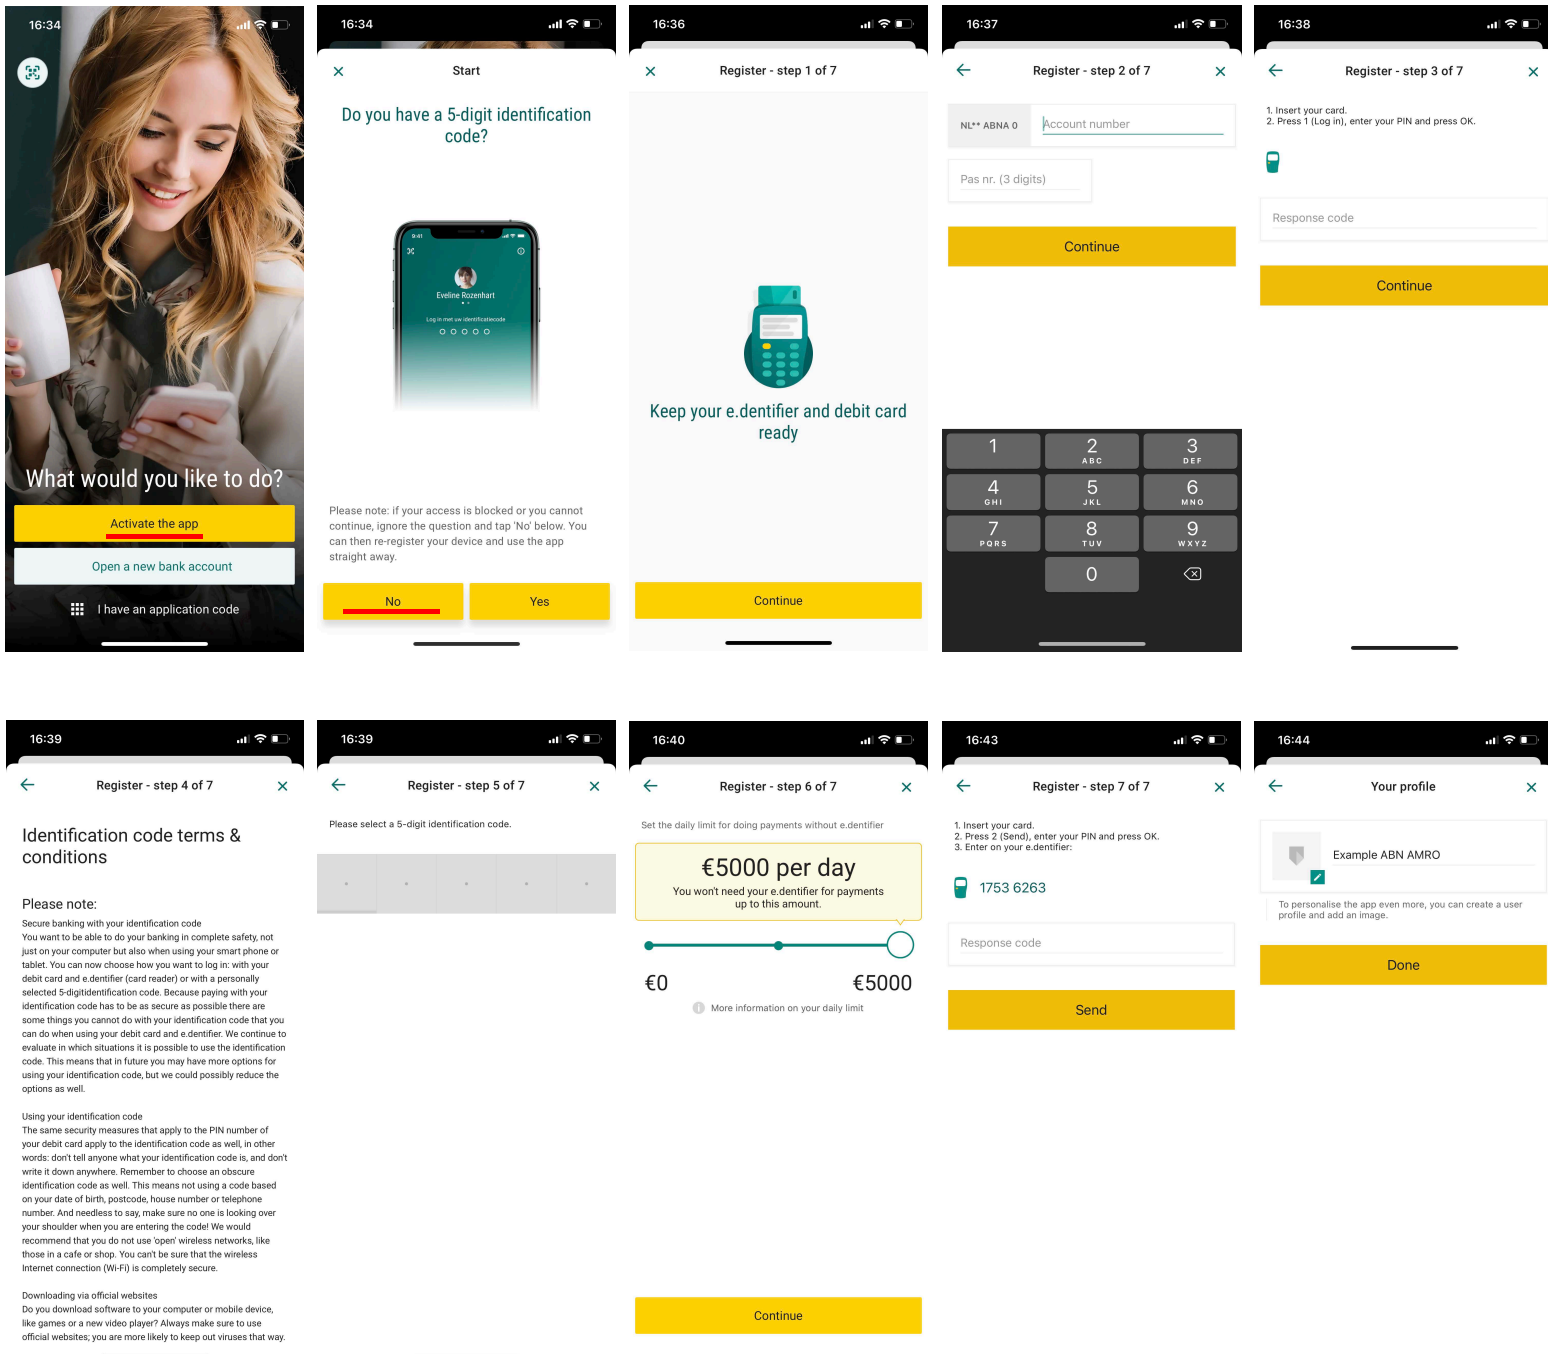 16:34
What would you like to do?
Activate the app
Open a new bank account
I have an application code
16:34
Start
Do you have a 5-digit identification
code?
9:41
Eveline Rozenhart
Log in met uw identificatiecode
Please note: if your access is blocked or you cannot
continue, ignore the question and tap 'No' below. You
can then re-register your device and use the app
straight away.
No
Yes
16:36
Register - step 1 of 7
Keep your e.dentifier and debit card
ready
Continue
16:37
Register - step 2 of 7
NL** ABNA 0
Account number
Pas nr. (3 digits)
Continue
1
2
ABC
3
DEF
4
GHI
5
JKL
6
MNO
7
PQRS
8
TUV
9
WXYZ
0
16:38
Register - step 3 of 7
1. Insert your card.
2. Press 1 (Log in), enter your PIN and press OK.
Response code
Continue
16:39
Register - step 4 of 7
Identification code terms &
conditions
Please note:
Secure banking with your identification code
You want to be able to do your banking in complete safety, not
just on your computer but also when using your smart phone or
tablet. You can now choose how you want to log in: with your
debit card and e.dentifier (card reader) or with a personally
selected 5-digitidentification code. Because paying with your
identification code has to be as secure as possible there are
some things you cannot do with your identification code that you
can do when using your debit card and e.dentifier. We continue to
evaluate in which situations it is possible to use the identification
code. This means that in future you may have more options for
using your identification code, but we could possibly reduce the
options as well.
Using your identification code
The same security measures that apply to the PIN number of
your debit card apply to the identification code as well, in other
words: don't tell anyone what your identification code is, and don't
write it down anywhere. Remember to choose an obscure
identification code as well. This means not using a code based
on your date of birth, postcode, house number or telephone
number. And needless to say, make sure no one is looking over
your shoulder when you are entering the code! We would
recommend that you do not use 'open' wireless networks, like
those in a cafe or shop. You can't be sure that the wireless
Internet connection (Wi-Fi) is completely secure.
Downloading via official websites
Do you download software to your computer or mobile device,
like games or a new video player? Always make sure to use
official websites; you are more likely to keep out viruses that way.
16:39
Register - step 5 of 7
Please select a 5-digit identification code.
16:40
Register - step 6 of 7
Set the daily limit for doing payments without e.dentifier
€5000 per day
You won't need your e.dentifier for payments
up to this amount.
€0
€5000
More information on your daily limit
Continue
16:43
Register - step 7 of 7
1. Insert your card.
2. Press 2 (Send), enter your PIN and press OK.
3. Enter on your e.dentifier:
1753 6263
Response code
Send
16:44
Your profile
Example ABN AMRO
To personalise the app even more, you can create a user
profile and add an image.
Done